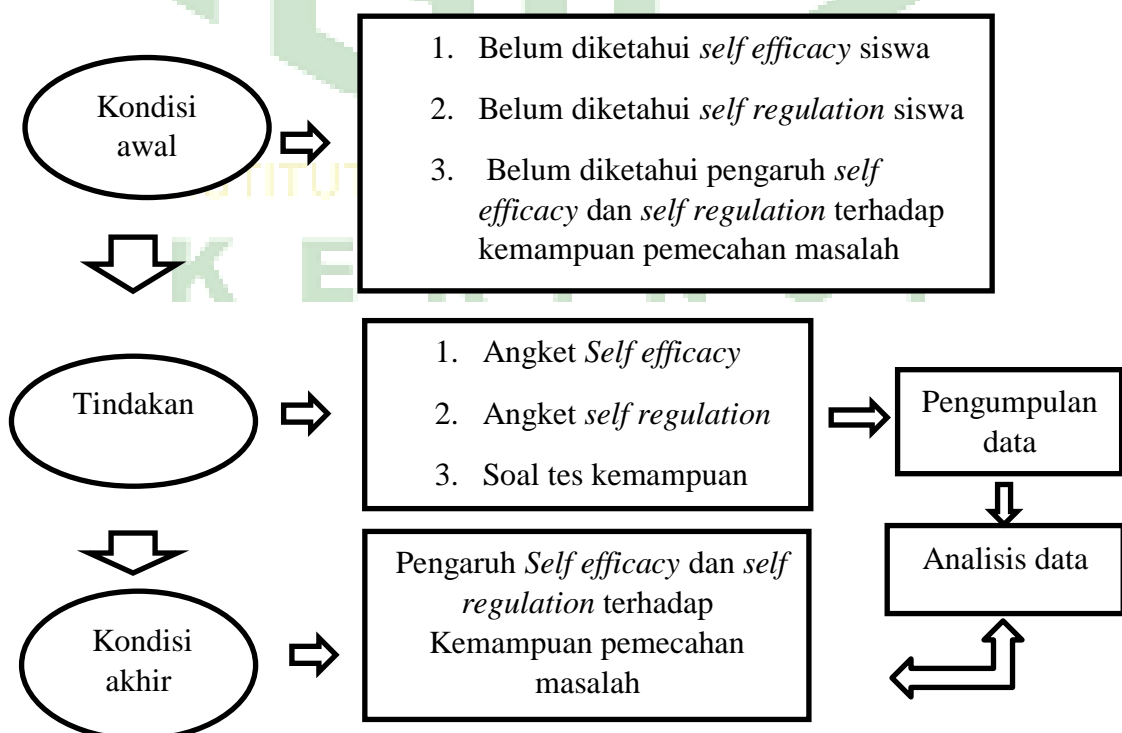 Kondisi
awal
1. Belum diketahui self efficacy siswa
2. Belum diketahui self regulation siswa
3. Belum diketahui pengaruh self
efficacy dan self regulation terhadap
kemampuan pemecahan masalah
Tindakan
1. Angket Self efficacy
2. Angket self regulation
3. Soal tes kemampuan
Pengumpulan
data
Analisis data
Kondisi
akhir
Pengaruh Self efficacy dan self
regulation terhadap
Kemampuan pemecahan
masalah